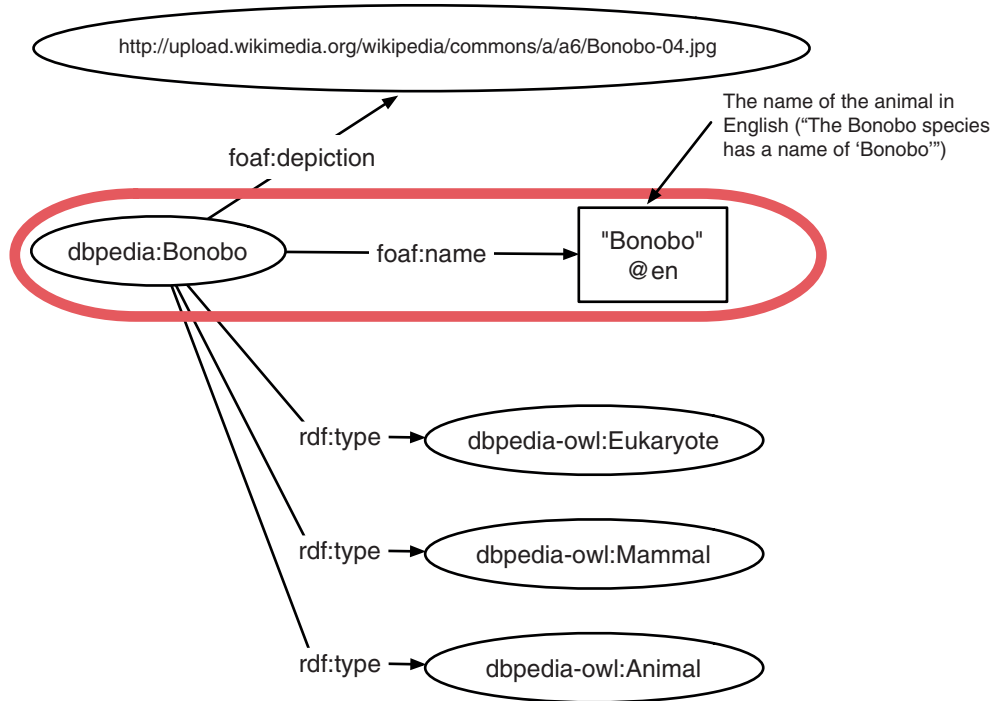 http://upload.wikimedia.org/wikipedia/commons/a/a6/Bonobo-04.jpg
The name of the animal in
English (“The Bonobo species
has a name of ‘Bonobo’”)
foaf:depiction
dbpedia:Bonobo
foaf:name
"Bonobo"
@en
rdf:type
dbpedia-owl:Eukaryote
rdf:type
dbpedia-owl:Mammal
rdf:type
dbpedia-owl:Animal